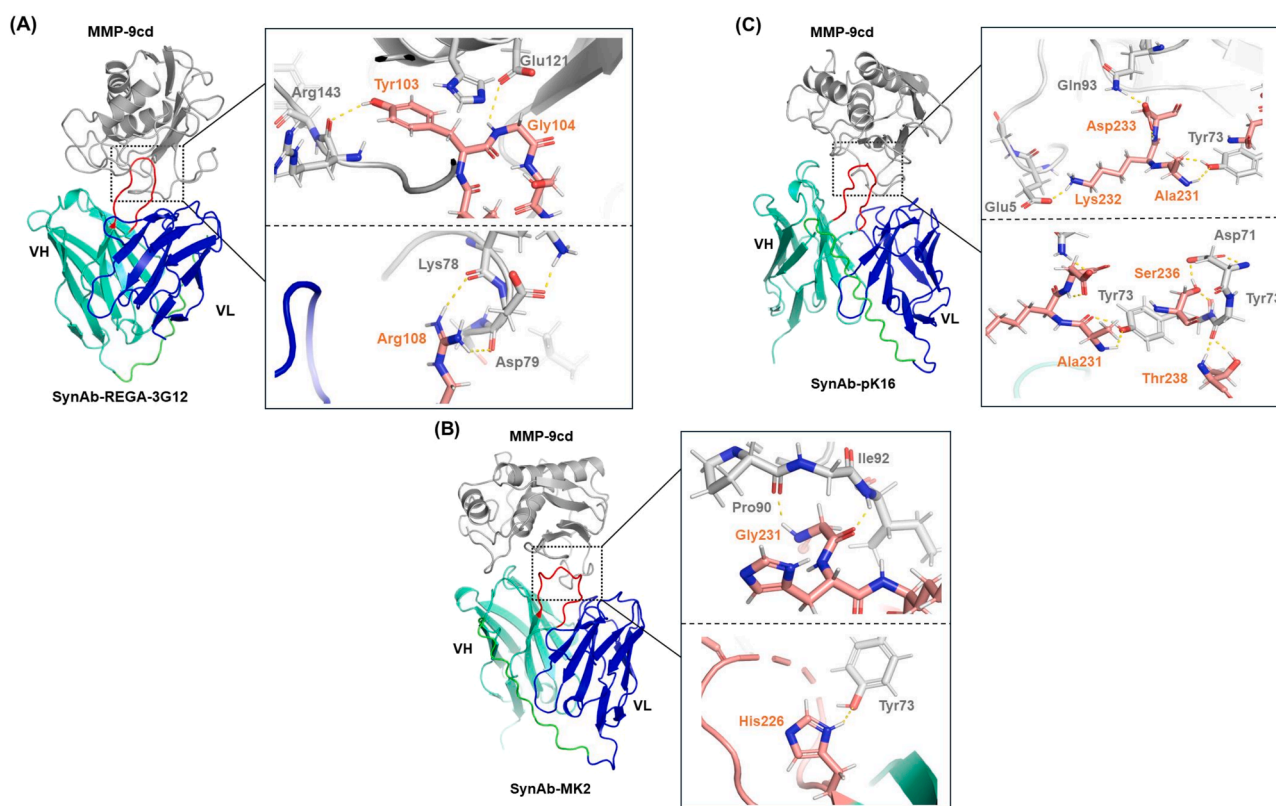 (A)
MMP-9cd
Arg143
Tyr103
Glu121
Gly104
Lys78
Arg108
Asp79
VH
VL
SynAb-REGA-3G12
(C)
MMP-9cd
Gln93
Asp233
Tyr73
Glu5
Lys232
Ala231
Asp71
Ser236
Tyr73
Tyr73
Ala231
Thr238
VH
VL
SynAb-pK16
(B)
MMP-9cd
Ile92
Pro90
Gly231
Tyr73
His226
VH
VL
SynAb-MK2